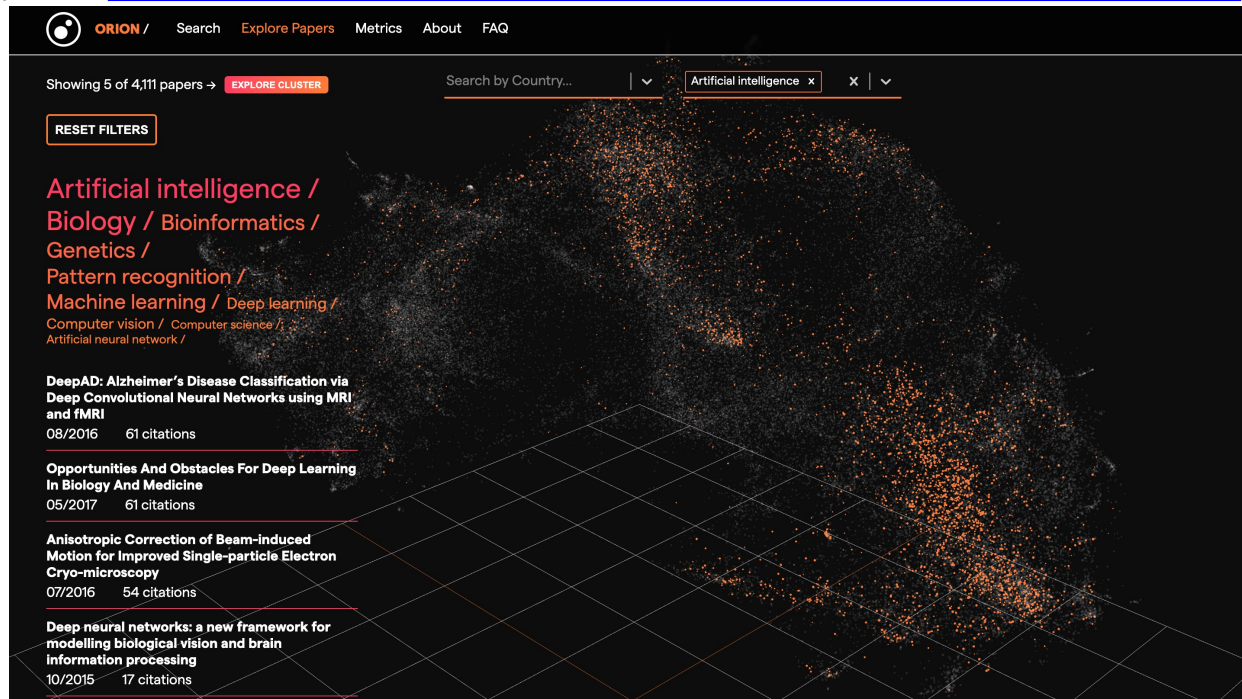 ORION / Search Explore Papers Metrics About FAQ
Showing 5 of 4,111 papers → EXPLORE CLUSTER
Search by Country...
Artificial intelligence ×
RESET FILTERS
Artificial intelligence /
Biology / Bioinformatics /
Genetics /
Pattern recognition /
Machine learning / Deep learning /
Computer vision / Computer science /
Artificial neural network /
DeepAD: Alzheimer's Disease Classification via
Deep Convolutional Neural Networks using MRI
and fMRI
08/2016 61 citations
Opportunities And Obstacles For Deep Learning
In Biology And Medicine
05/2017 61 citations
Anisotropic Correction of Beam-induced
Motion for Improved Single-particle Electron
Cryo-microscopy
07/2016 54 citations
Deep neural networks: a new framework for
modelling biological vision and brain
information processing
10/2015 17 citations